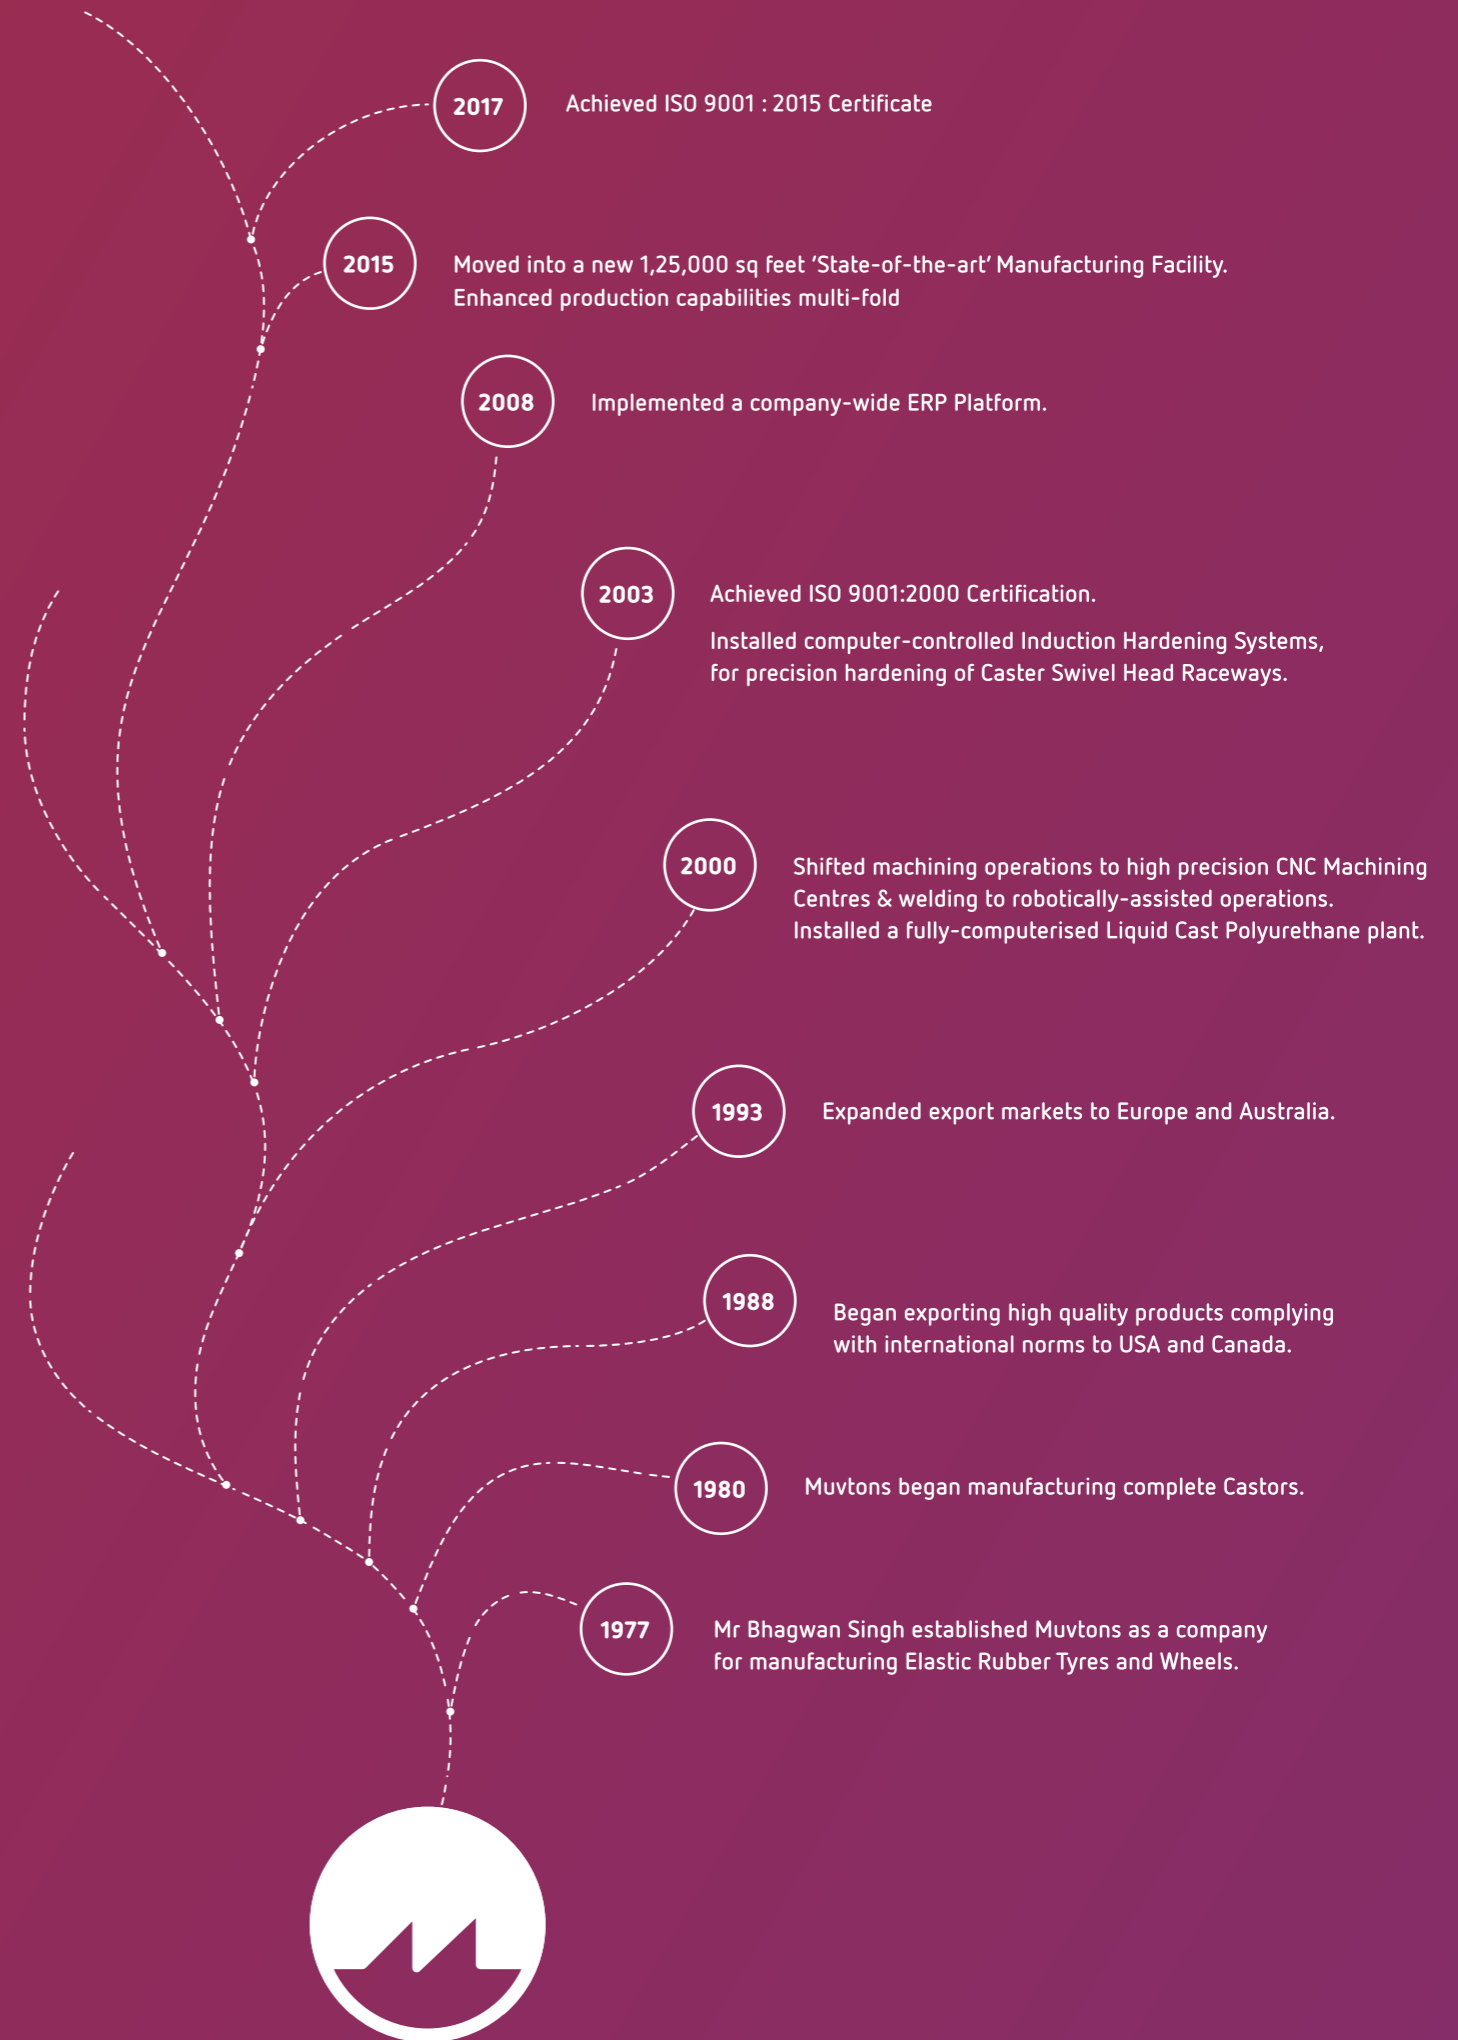 2017
Achieved ISO 9001 : 2015 Certificate
2015
Moved into a new 1,25,000 sq feet ‘State-of-the-art’ Manufacturing Facility.
Enhanced production capabilities multi-fold
2008
Implemented a company-wide ERP Platform.
2003
Achieved ISO 9001:2000 Certification.
Installed computer-controlled Induction Hardening Systems,
for precision hardening of Caster Swivel Head Raceways.
2000
Shifted machining operations to high precision CNC Machining
Centres & welding to robotically-assisted operations.
Installed a fully-computerised Liquid Cast Polyurethane plant.
1993
Expanded export markets to Europe and Australia.
1988
Began exporting high quality products complying
with international norms to USA and Canada.
1980
Muvtons began manufacturing complete Castors.
1977
Mr Bhagwan Singh established Muvtons as a company
for manufacturing Elastic Rubber Tyres and Wheels.